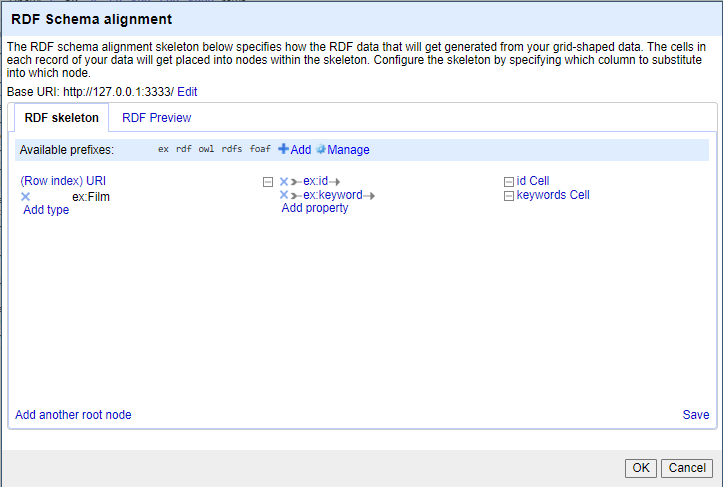 RDF Schema alignment
The RDF schema alignment skeleton below specifies how the RDF data that will get generated from your grid-shaped data. The cells in
each record of your data will get placed into nodes within the skeleton. Configure the skeleton by specifying which column to substitute
into which node.
Base URI: http://127.0.0.1:3333/ Edit
RDF skeleton RDF Preview
Available prefixes: ex rdf owl rdfs foaf Add Manage
(Row index) URI ex:id id Cell
ex:Film ex:keyword keywords Cell
Add type Add property
Add another root node Save
OK Cancel